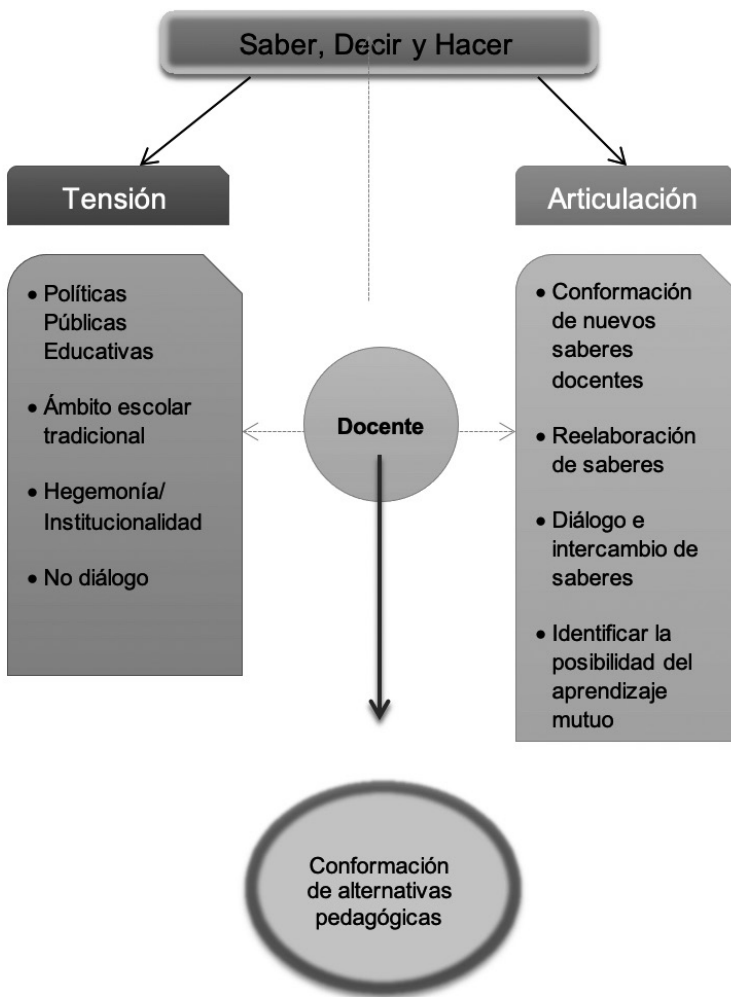 Saber, Decir y Hacer
Tensión
• Políticas
Públicas
Educativas
• Ámbito escolar
tradicional
• Hegemonía/
Institucionalidad
• No diálogo
Docente
Articulación
• Conformación
de nuevos
saberes
docentes
• Reelaboración
de saberes
• Diálogo e
intercambio de
saberes
• Identificar la
posibilidad del
aprendizaje
mutuo
Conformación
de alternativas
pedagógicas